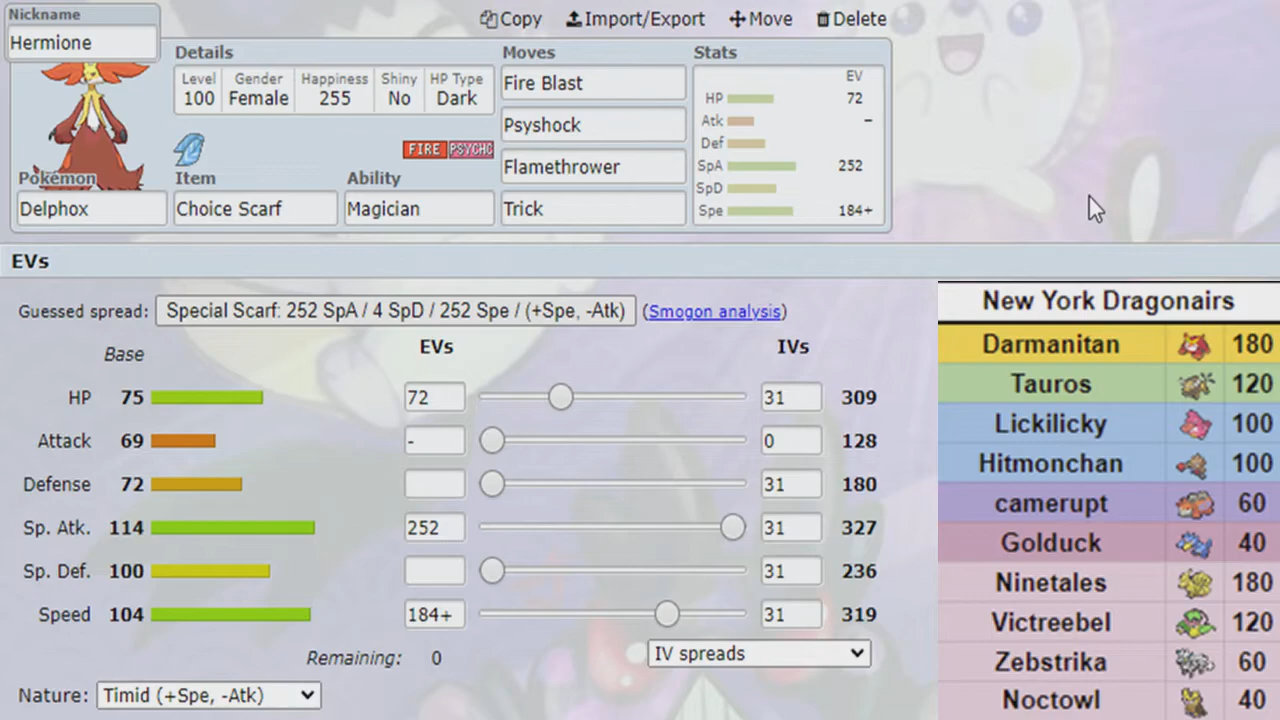 Nickname
Hermione
Copy Import/Export Move Delete
Details
Level Gender Happiness Shiny HP Type
100 Female 255 No Dark
FIRE PSYCHC
Pokémon Item Ability
Delphox Choice Scarf Magician
Moves
Fire Blast
Psyshock
Flamethrower
Trick
Stats
EV
HP 72
Atk –
Def
SpA 252
SpD
Spe 184+
EVs
Guessed spread: Special Scarf: 252 SpA / 4 SpD / 252 Spe / (+Spe, -Atk) (Smogon analysis)
Base EVs IVs
HP 75 72 31 309
Attack 69 - 0 128
Defense 72 31 180
Sp. Atk. 114 252 31 327
Sp. Def. 100 31 236
Speed 104 184+ 31 319
Remaining: 0 IV spreads
Nature: Timid (+Spe, -Atk)
New York Dragonairs
Darmanitan 180
Tauros 120
Lickilicky 100
Hitmonchan 100
camerupt 60
Golduck 40
Ninetales 180
Victreebel 120
Zebstrika 60
Noctowl 40